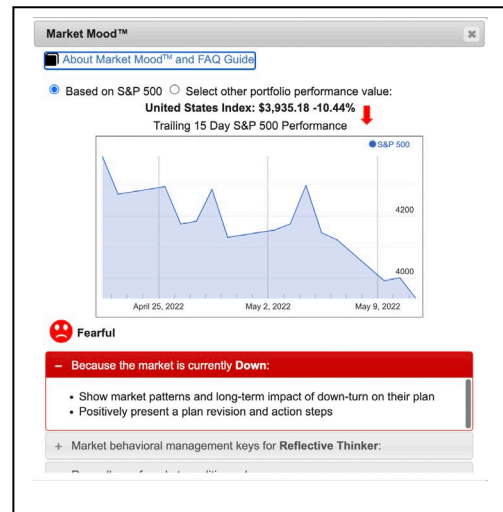 Market Mood™
About Market Mood™ and FAQ Guide
Based on S&P 500 Select other portfolio performance value:
United States Index: $3,935.18 -10.44%
Trailing 15 Day S&P 500 Performance
S&P 500
4200
4000
April 25, 2022 May 2, 2022 May 9, 2022
Fearful
– Because the market is currently Down:
• Show market patterns and long-term impact of down-turn on their plan
• Positively present a plan revision and action steps
+ Market behavioral management keys for Reflective Thinker: